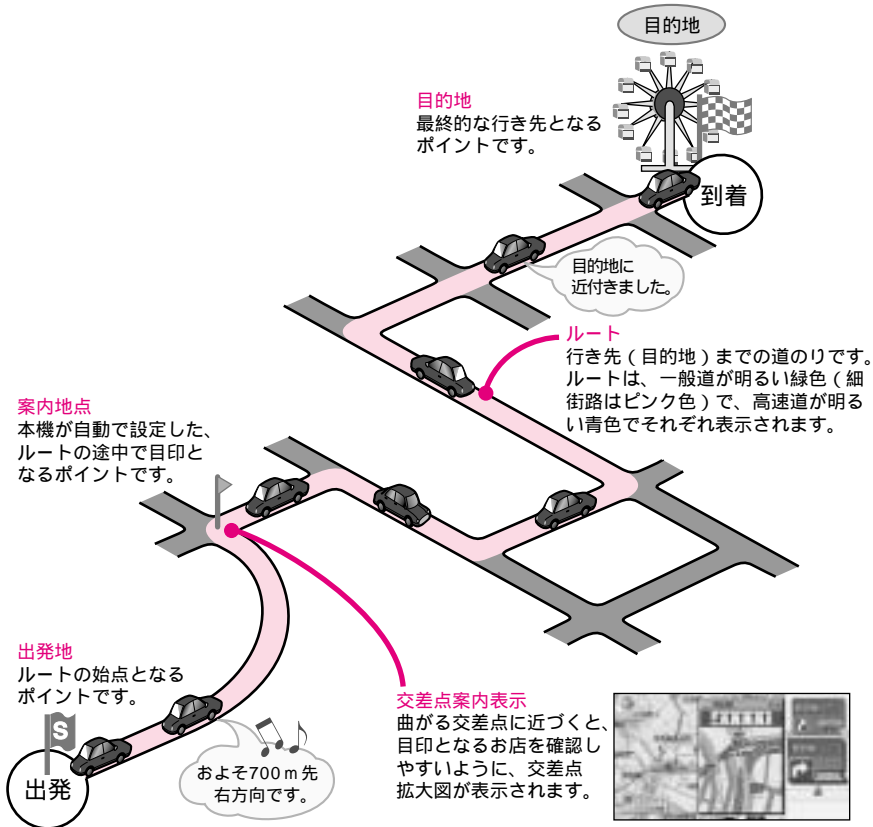 目的地
目的地
最終的な行き先となる
ポイントです。
到着
目的地に
近付きました。
ルート
行き先（目的地）までの道のりです。
ルートは、一般道が明るい緑色（細
街路はピンク色）で、高速道が明る
い青色でそれぞれ表示されます。
案内地点
本機が自動で設定した、
ルートの途中で目印と
なるポイントです。
出発地
ルートの始点となる
ポイントです。
S
出発
およそ700ｍ先
右方向です。
交差点案内表示
曲がる交差点に近づくと、
目印となるお店を確認し
やすいように、交差点
拡大図が表示されます。